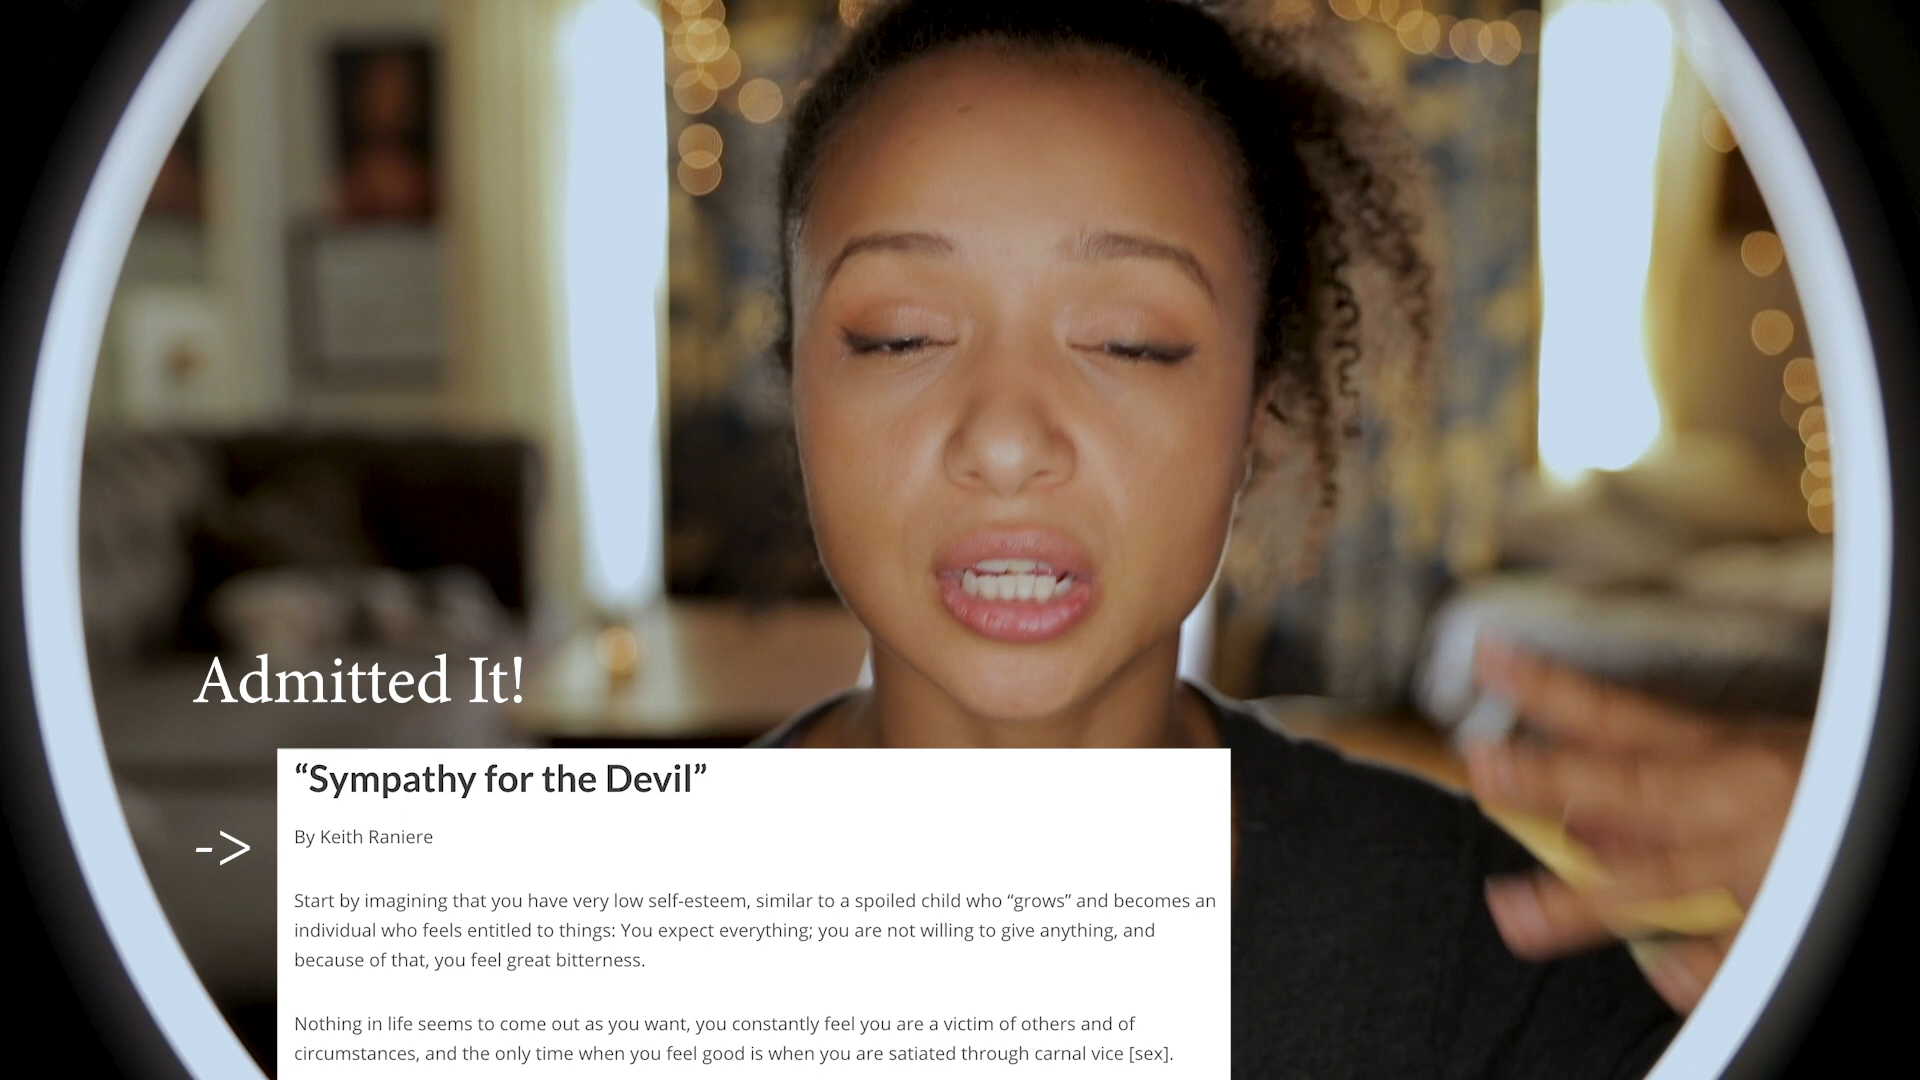 Admitted It!
->
“Sympathy for the Devil”
By Keith Raniere
Start by imagining that you have very low self-esteem, similar to a spoiled child who “grows” and becomes an
individual who feels entitled to things: You expect everything; you are not willing to give anything, and
because of that, you feel great bitterness.
Nothing in life seems to come out as you want, you constantly feel you are a victim of others and of
circumstances, and the only time when you feel good is when you are satiated through carnal vice [sex].